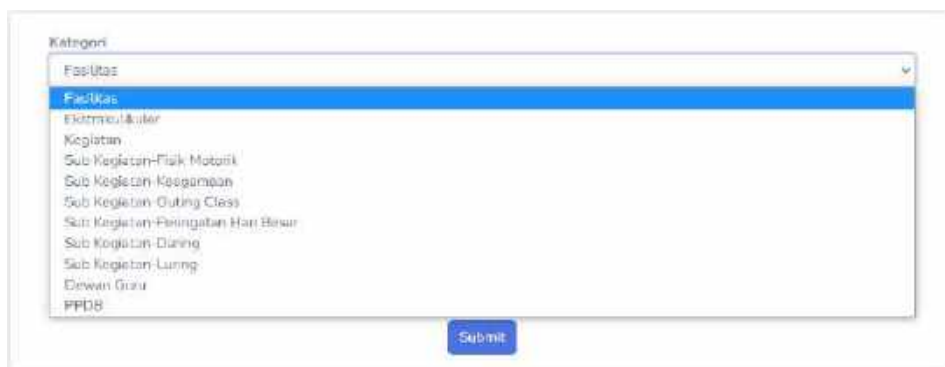 Kategori
Fasilitas
Fasilitas
Ekstrakulikuler
Kegiatan
Sub Kegiatan-Fisik Motorik
Sub Kegiatan-Keagamaan
Sub Kegiatan-Outing Class
Sub Kegiatan-Peringatan Hari Besar
Sub Kegiatan-Daring
Sub Kegiatan-Luring
Dewan Guru
PPDB
Submit